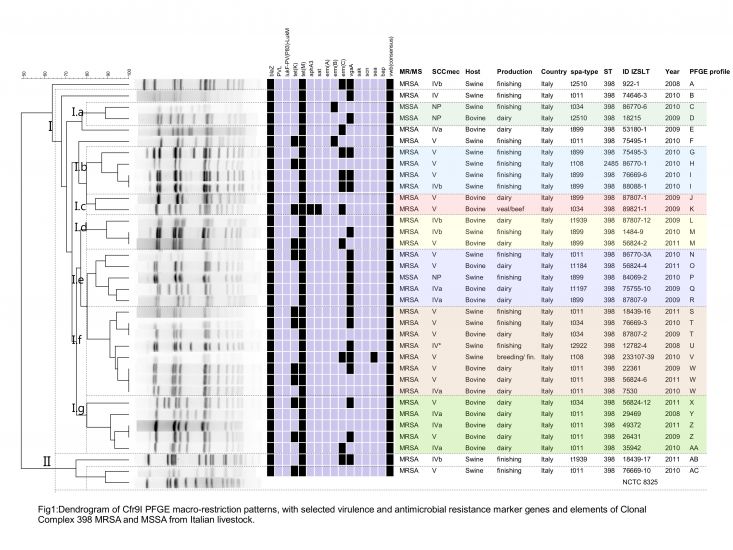 blaZ PVL lukF-PV(P83)-LukM tet(K) tet(M) aphA3 sat erm(A) erm(B) erm(C) vgaA sak scn sea bap vwb(consensus)
50 60 70 80 90 100
MR/MS SCCmec Host Production Country spa-type ST ID IZSLT Year PFGE profile
MRSA IVb Swine finishing Italy t2510 398 922-1 2008 A
MRSA IV Swine finishing Italy t011 398 74646-3 2010 B
I I.a MSSA NP Swine finishing Italy t034 398 86770-6 2010 C
MSSA NP Bovine dairy Italy t2510 398 18215 2009 D
MRSA IVa Bovine dairy Italy t899 398 53180-1 2009 E
MRSA V Swine finishing Italy t011 398 75495-1 2010 F
MRSA V Swine finishing Italy t899 398 75495-3 2010 G
I.b MRSA V Swine finishing Italy t108 2485 86770-1 2010 H
MRSA V Swine finishing Italy t899 398 76669-6 2010 I
MRSA IVb Swine finishing Italy t899 398 88088-1 2010 I
I.c MRSA V Bovine dairy Italy t899 398 87807-1 2009 J
MRSA V Bovine veal/beef Italy t034 398 89821-1 2009 K
I.d MRSA IVb Bovine dairy Italy t1939 398 87807-12 2009 L
MRSA IVb Swine finishing Italy t899 398 1484-9 2010 M
MRSA V Bovine dairy Italy t899 398 56824-2 2011 M
MRSA V Swine finishing Italy t011 398 86770-3A 2010 N
MRSA V Bovine dairy Italy t1184 398 56824-4 2011 O
I.e MSSA NP Swine finishing Italy t899 398 84069-2 2010 P
MRSA IVa Bovine dairy Italy t1197 398 75755-10 2009 Q
MRSA IVa Bovine dairy Italy t899 398 87807-9 2009 R
MRSA V Swine finishing Italy t011 398 18439-16 2011 S
MRSA V Swine finishing Italy t034 398 76669-3 2010 T
I.f MRSA V Bovine dairy Italy t034 398 87807-2 2009 T
MRSA IV* Swine finishing Italy t2922 398 12782-4 2008 U
MRSA V Swine breeding/ fin. Italy t108 398 233107-39 2010 V
MRSA V Bovine dairy Italy t011 398 22361 2009 W
MRSA V Bovine dairy Italy t011 398 56824-6 2011 W
MRSA IVa Bovine dairy Italy t011 398 7530 2010 W
I.g MRSA V Bovine dairy Italy t034 398 56824-12 2011 X
MRSA IVa Bovine dairy Italy t011 398 29469 2008 Y
MRSA IVa Bovine dairy Italy t011 398 49372 2011 Z
MRSA V Bovine dairy Italy t011 398 26431 2009 Z
MRSA IVa Bovine dairy Italy t011 398 35942 2010 AA
II MRSA IVb Swine finishing Italy t1939 398 18439-17 2011 AB
MRSA V Swine finishing Italy t011 398 76669-10 2010 AC
NCTC 8325
Fig1:Dendrogram of Cfr9I PFGE macro-restriction patterns, with selected virulence and antimicrobial resistance marker genes and elements of Clonal
Complex 398 MRSA and MSSA from Italian livestock.